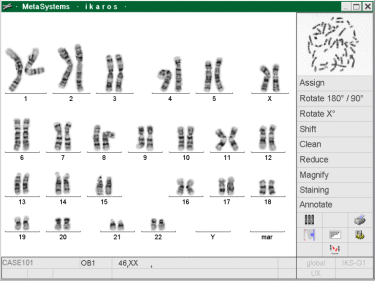 MetaSystems · ikaros ·
1 2 3 4 5 X
6 7 8 9 10 11 12
13 14 15 16 17 18
19 20 21 22 Y mar
Assign
Rotate 180° / 90°
Rotate X°
Shift
Clean
Reduce
Magnify
Staining
Annotate
CASE101 OB1 46,XX , global IKS-O1
UX